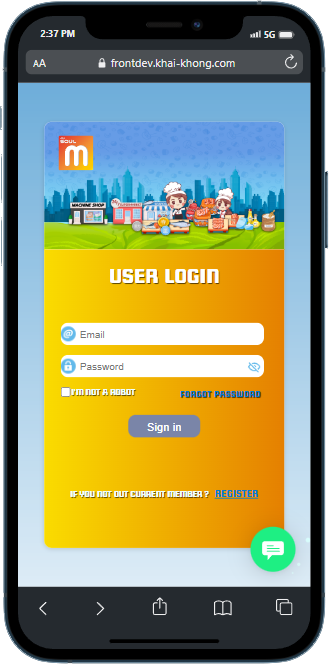 2:37 PM
5G
AA
frontdev.khai-khong.com
SOUL
m
MACHINE SHOP
USER LOGIN
Email
Password
I'M NOT A ROBOT
FORGOT PASSWORD
Sign in
IF YOU NOT OUT CURRENT MEMBER ? REGISTER